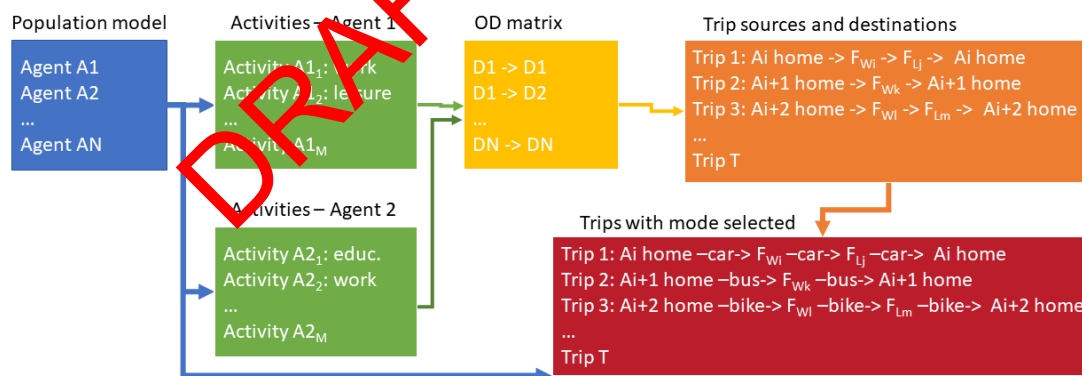 Population model
Agent A1
Agent A2
...
Agent AN
Activities – Agent 1
Activity A1₁: work
Activity A1₂: leisure
...
Activity A1M
Activities – Agent 2
Activity A2₁: educ.
Activity A2₂: work
...
Activity A2M
OD matrix
D1 -> D1
D1 -> D2
...
DN -> DN
Trip sources and destinations
Trip 1: Ai home -> FWi -> FLj -> Ai home
Trip 2: Ai+1 home -> FWk -> Ai+1 home
Trip 3: Ai+2 home -> FWl -> FLm -> Ai+2 home
...
Trip T
Trips with mode selected
Trip 1: Ai home –car-> FWi –car-> FLj –car-> Ai home
Trip 2: Ai+1 home –bus-> FWk –bus-> Ai+1 home
Trip 3: Ai+2 home –bike-> FWl –bike-> FLm –bike-> Ai+2 home
...
Trip T